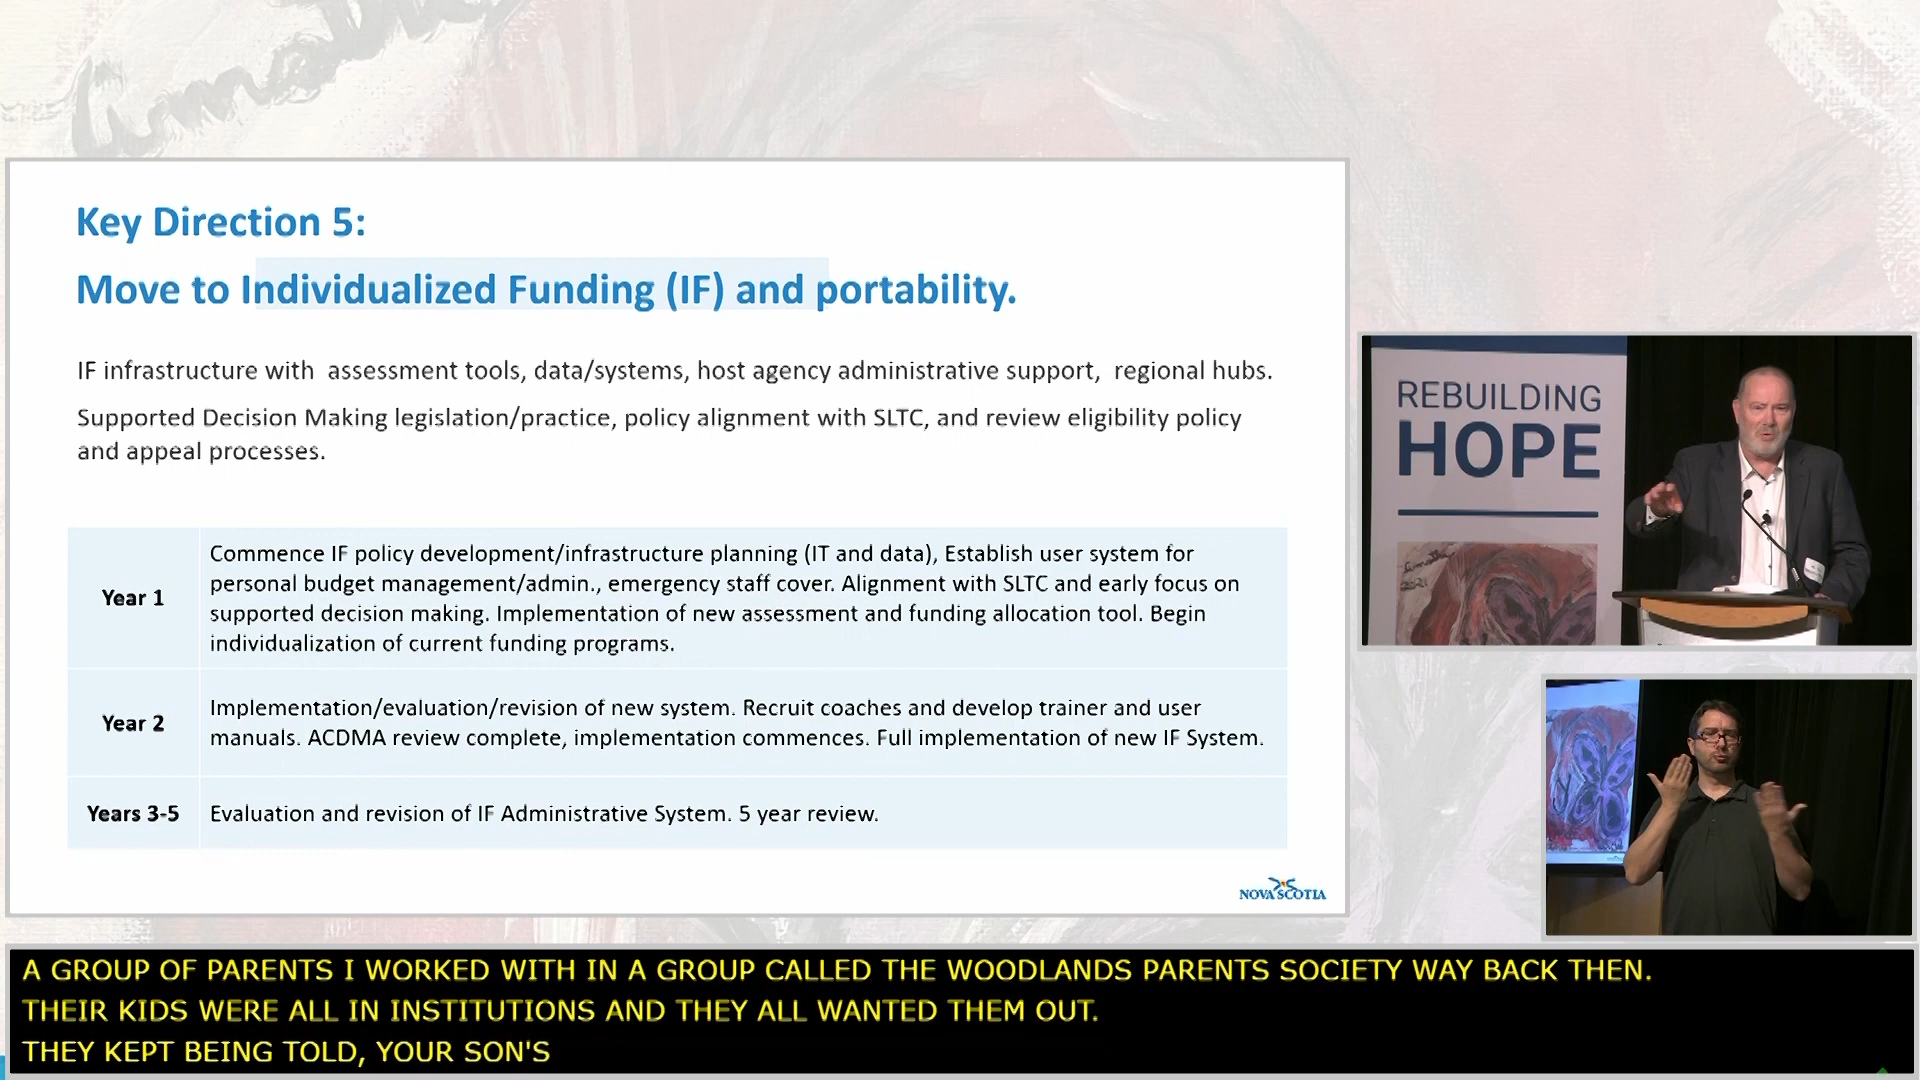 Key Direction 5:
Move to Individualized Funding (IF) and portability.
IF infrastructure with assessment tools, data/systems, host agency administrative support, regional hubs.
Supported Decision Making legislation/practice, policy alignment with SLTC, and review eligibility policy
and appeal processes.
Year 1
Commence IF policy development/infrastructure planning (IT and data), Establish user system for
personal budget management/admin., emergency staff cover. Alignment with SLTC and early focus on
supported decision making. Implementation of new assessment and funding allocation tool. Begin
individualization of current funding programs.
Year 2
Implementation/evaluation/revision of new system. Recruit coaches and develop trainer and user
manuals. ACDMA review complete, implementation commences. Full implementation of new IF System.
Years 3-5
Evaluation and revision of IF Administrative System. 5 year review.
NOVA SCOTIA
REBUILDING
HOPE
A GROUP OF PARENTS I WORKED WITH IN A GROUP CALLED THE WOODLANDS PARENTS SOCIETY WAY BACK THEN.
THEIR KIDS WERE ALL IN INSTITUTIONS AND THEY ALL WANTED THEM OUT.
THEY KEPT BEING TOLD, YOUR SON'S